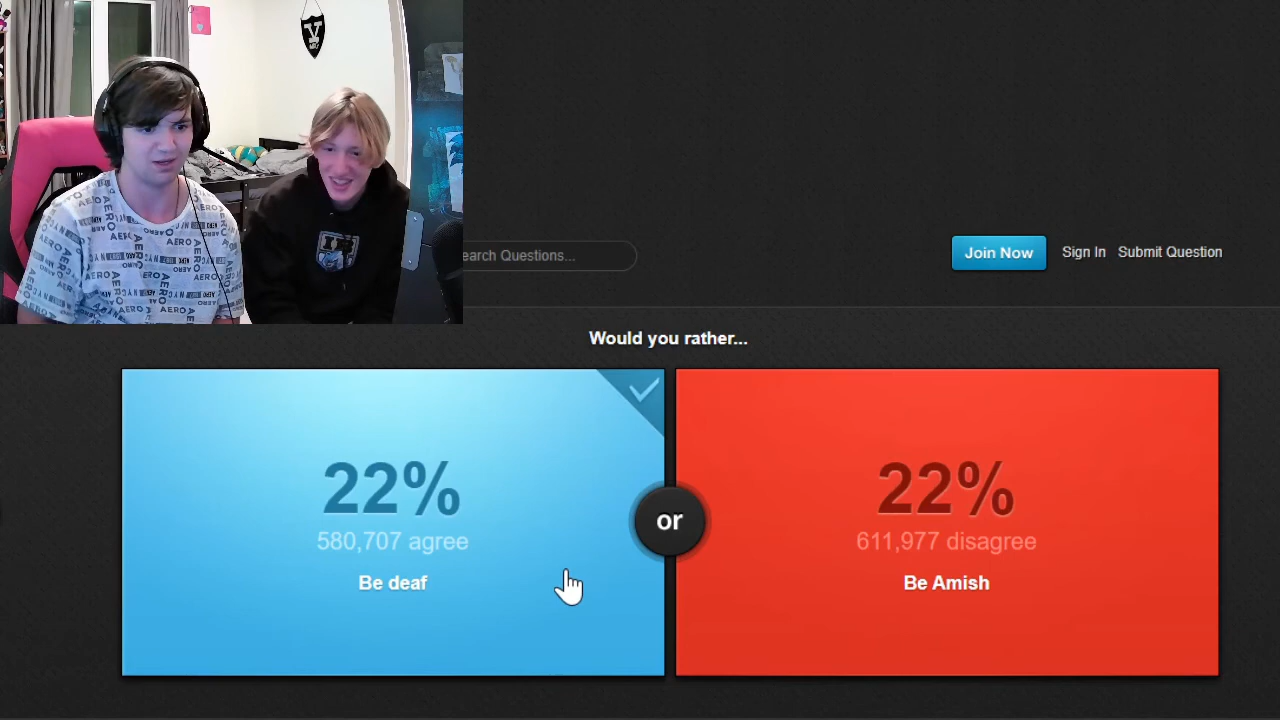 earch Questions...
Join Now
Sign In
Submit Question
Would you rather...
22%
580,707 agree
Be deaf
or
22%
611,977 disagree
Be Amish
AERO